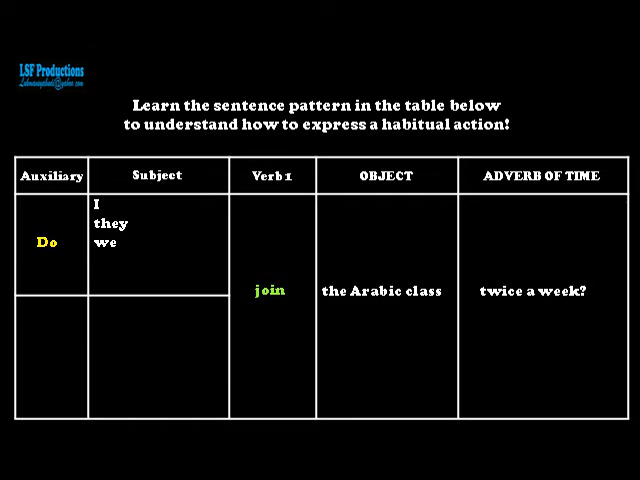 LSF Productions
Learn the sentence pattern in the table below
to understand how to express a habitual action!
Auxiliary Subject Verb 1 OBJECT ADVERB OF TIME
I
they
Do we
join the Arabic class twice a week?